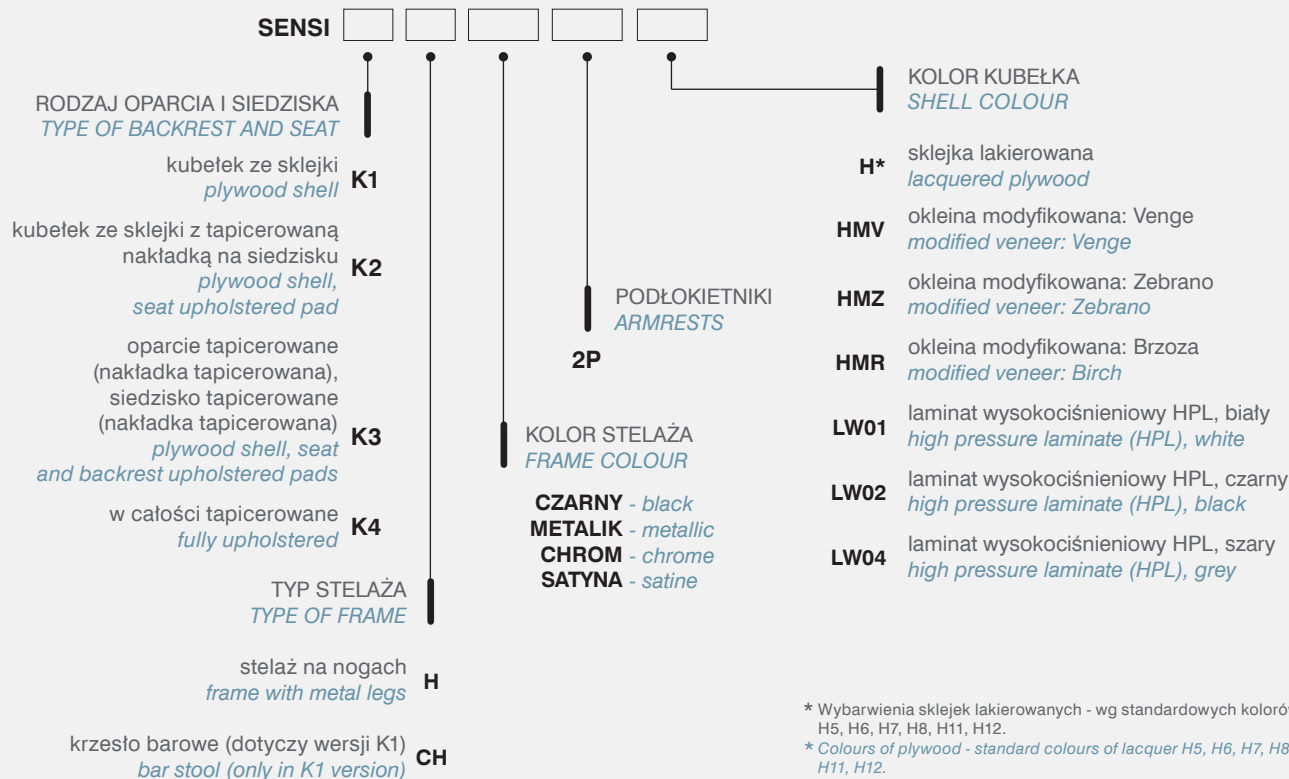 SENSI
RODZAJ OPARCIA I SIEDZISKA
TYPE OF BACKREST AND SEAT
kubełek ze sklejki
plywood shell
K1
kubełek ze sklejki z tapicerowaną
nakładką na siedzisku
plywood shell,
seat upholstered pad
K2
oparcie tapicerowane
(nakładka tapicerowana),
siedzisko tapicerowane
(nakładka tapicerowana)
plywood shell, seat
and backrest upholstered pads
K3
w całości tapicerowane
fully upholstered
K4
TYP STELAŻA
TYPE OF FRAME
stelaż na nogach
frame with metal legs
H
krzesło barowe (dotyczy wersji K1)
bar stool (only in K1 version)
CH
KOLOR STELAŻA
FRAME COLOUR
CZARNY - black
METALIK - metallic
CHROM - chrome
SATYNA - satine
PODŁOKIETNIKI
ARMRESTS
2P
KOLOR KUBEŁKA
SHELL COLOUR
H*
sklejka lakierowana
lacquered plywood
HMV
okleina modyfikowana: Venge
modified veneer: Venge
HMZ
okleina modyfikowana: Zebrano
modified veneer: Zebrano
HMR
okleina modyfikowana: Brzoza
modified veneer: Birch
LW01
laminat wysokociśnieniowy HPL, biały
high pressure laminate (HPL), white
LW02
laminat wysokociśnieniowy HPL, czarny
high pressure laminate (HPL), black
LW04
laminat wysokociśnieniowy HPL, szary
high pressure laminate (HPL), grey
* Wybarwienia sklejek lakierowanych - wg standardowych kolorów
H5, H6, H7, H8, H11, H12.
* Colours of plywood - standard colours of lacquer H5, H6, H7, H8
H11, H12.